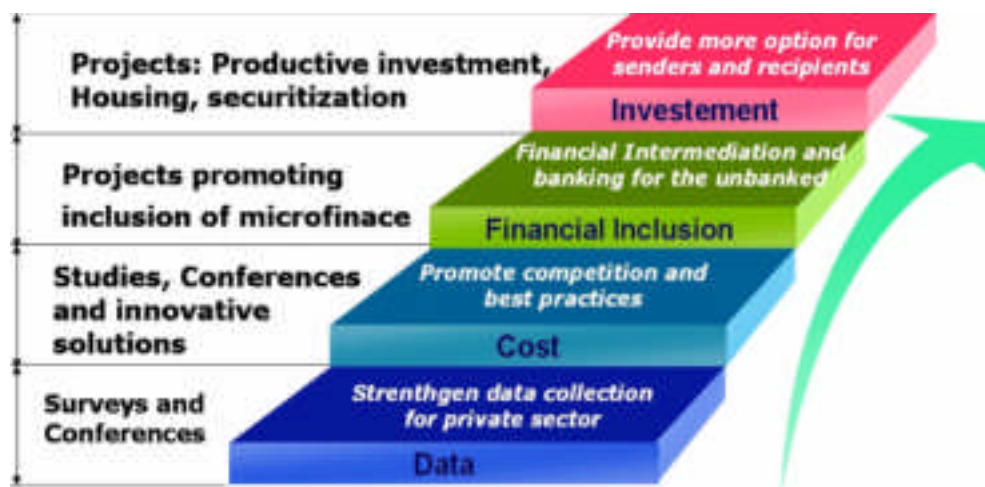 Projects: Productive investment,
Housing, securitization
Provide more option for
senders and recipients
Investement
Projects promoting
inclusion of microfinace
Financial Intermediation and
banking for the unbanked
Financial Inclusion
Studies, Conferences
and innovative
solutions
Promote competition and
best practices
Cost
Surveys and
Conferences
Strenthgen data collection
for private sector
Data